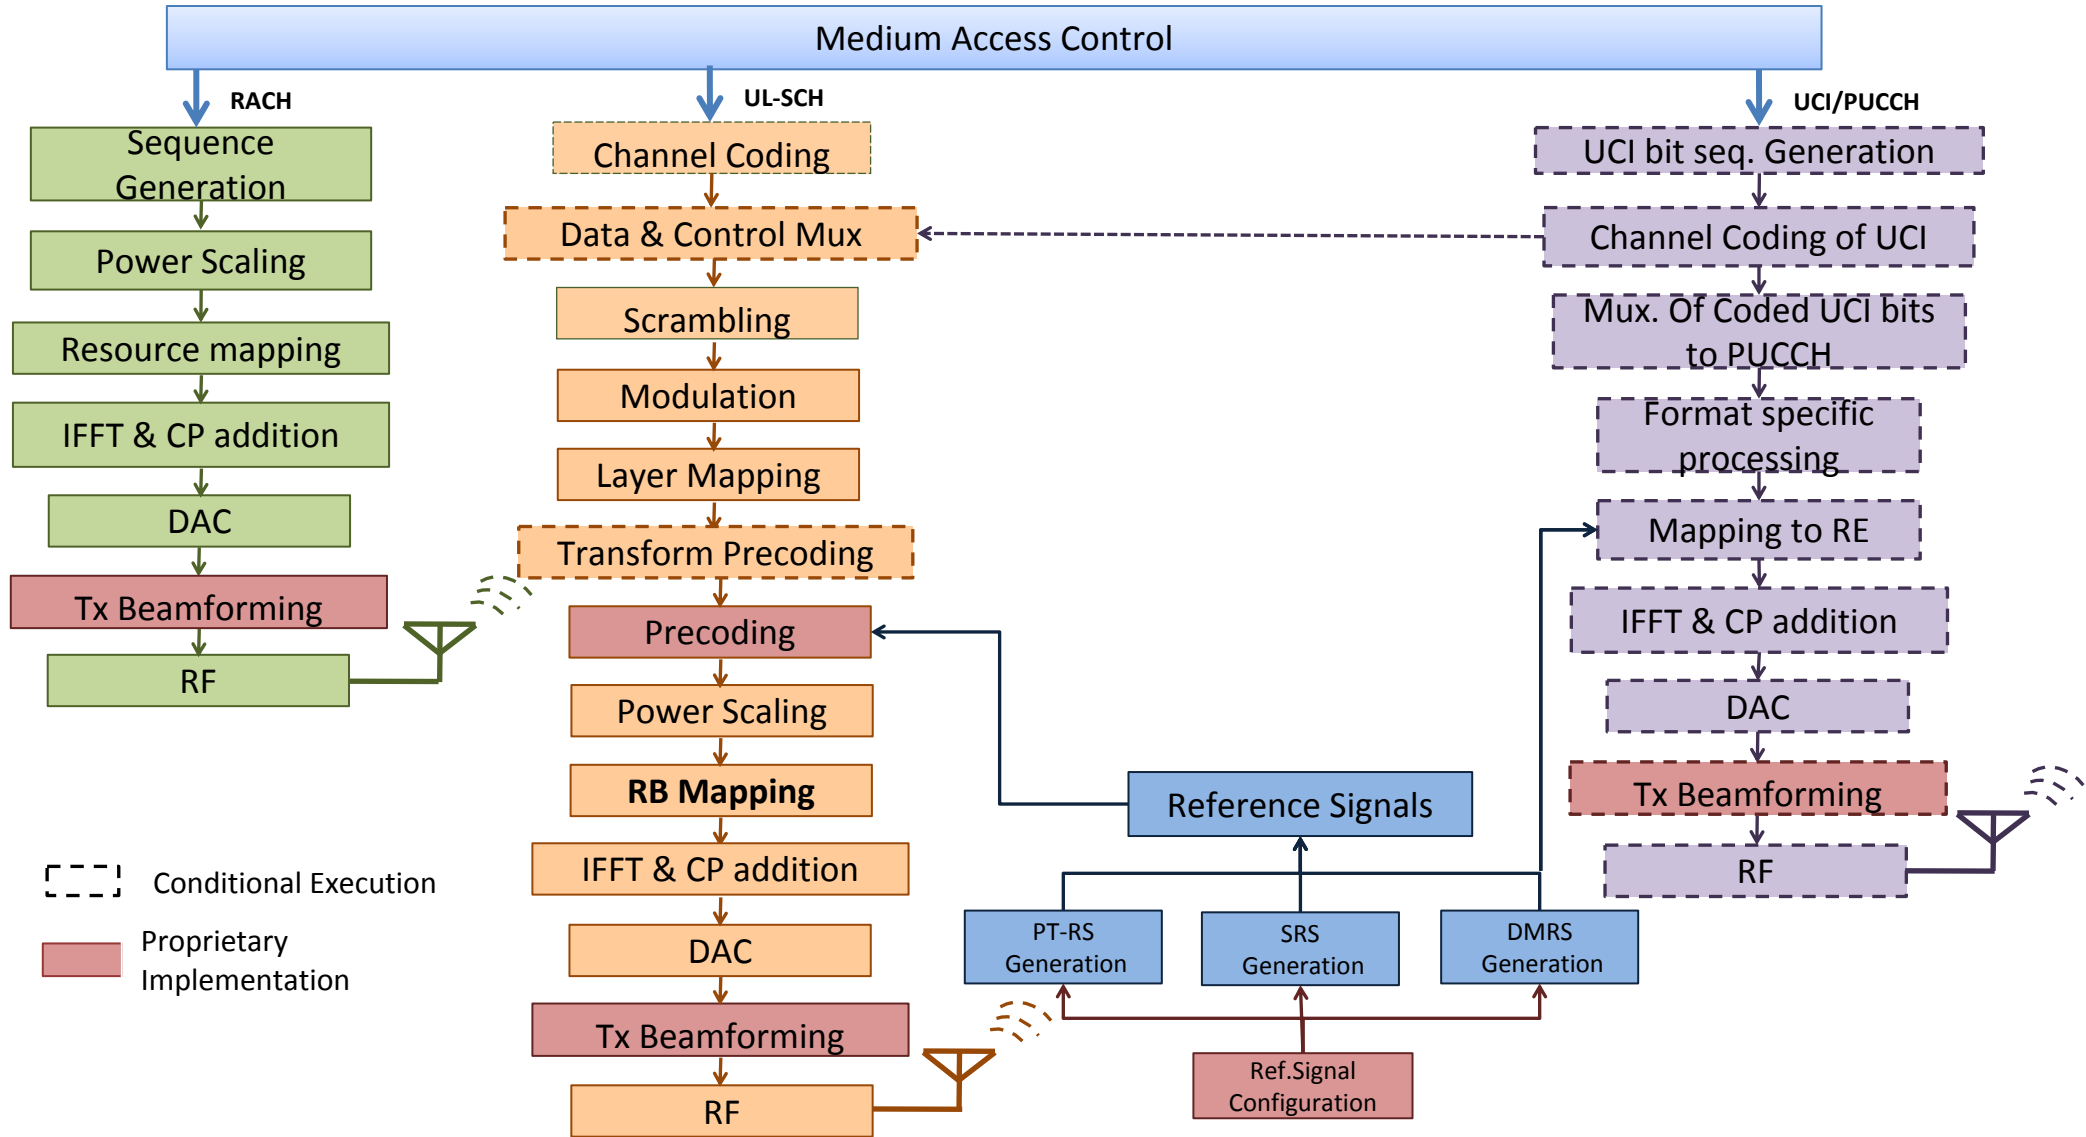 Medium Access Control
RACH
UL-SCH
UCI/PUCCH
Sequence
Generation
Power Scaling
Resource mapping
IFFT & CP addition
DAC
Tx Beamforming
RF
Channel Coding
Data & Control Mux
Scrambling
Modulation
Layer Mapping
Transform Precoding
Precoding
Power Scaling
RB Mapping
IFFT & CP addition
DAC
Tx Beamforming
RF
UCI bit seq. Generation
Channel Coding of UCI
Mux. Of Coded UCI bits
to PUCCH
Format specific
processing
Mapping to RE
IFFT & CP addition
DAC
Tx Beamforming
RF
Reference Signals
PT-RS
Generation
SRS
Generation
DMRS
Generation
Ref.Signal
Configuration
Conditional Execution
Proprietary
Implementation